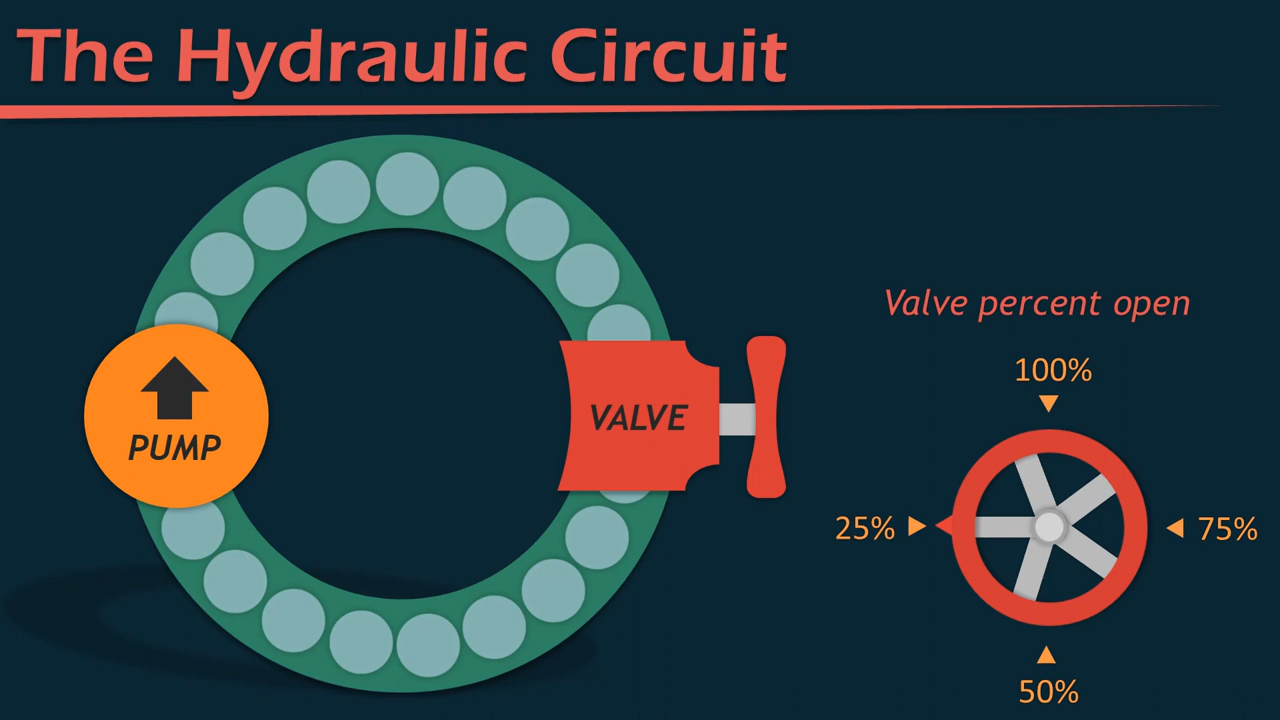 The Hydraulic Circuit
Valve percent open
100%
PUMP
VALVE
25%
75%
50%